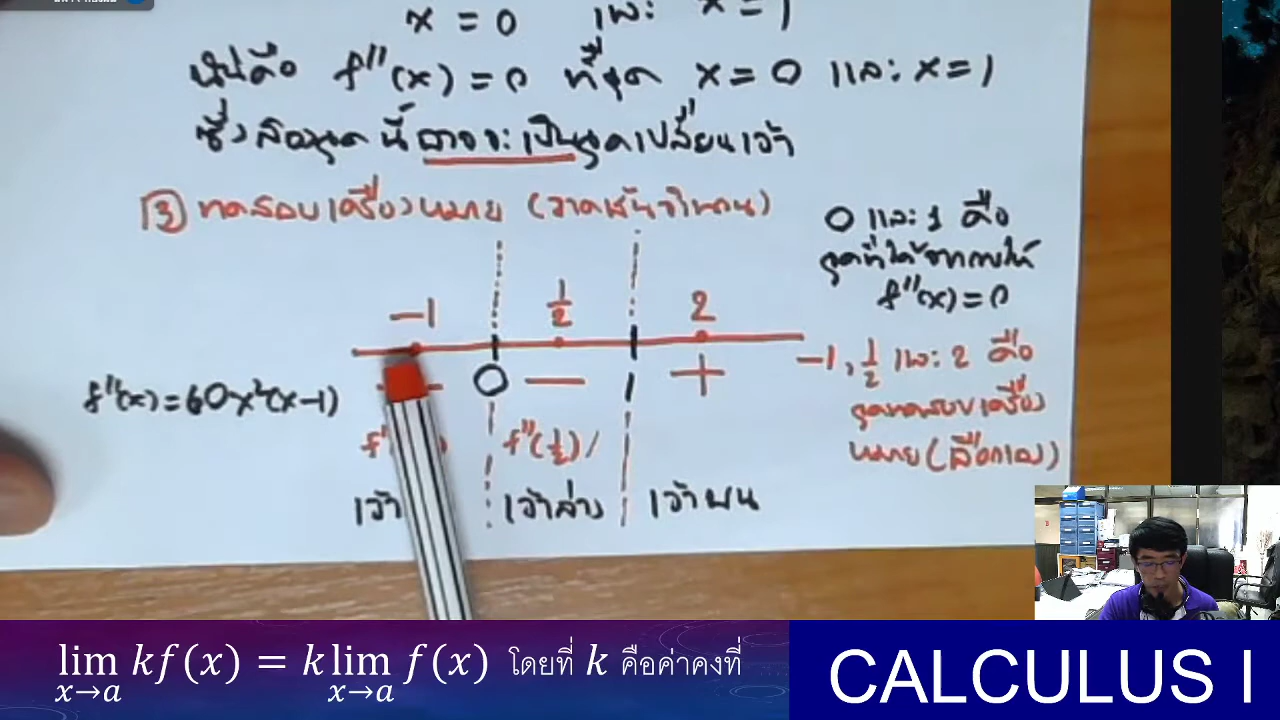 x = 0 และ x = 1
นั่นคือ f''(x) = 0 ที่จุด x = 0 และ x = 1
ซึ่งสองจุดนี้อาจจะเป็นจุดเปลี่ยนเว้า
③ ทดสอบเครื่องหมาย (วาดเส้นจำนวน)
0 และ 1 คือ
จุดที่ได้จากการให้
f''(x) = 0
-1 1/2 2
0 − 1 +
f''(x) = 60x²(x-1)
-1, 1/2 และ 2 คือ
จุดทดสอบเครื่อง
หมาย (เลือกเอง)
f''(1/2)
เว้า เว้าล่าง เว้าบน
lim x→a kf(x) = k lim x→a f(x) โดยที่ k คือค่าคงที่
CALCULUS I